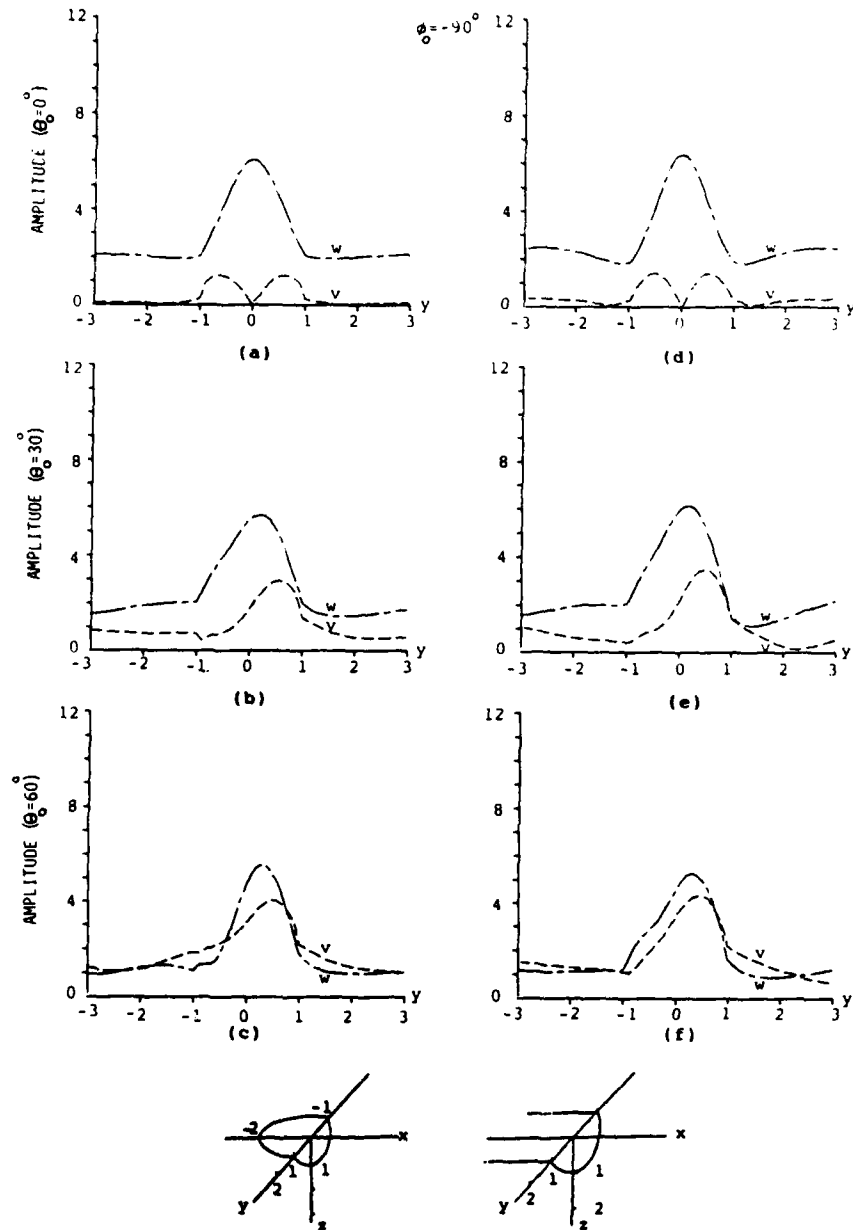 φ₀=-90°
AMPLITUDE (θ₀=0°)
12
8
4
0
w
v
-3 -2 -1 0 1 2 3 y
(a)
12
8
4
0
w
v
-3 -2 -1 0 1 2 3 y
(d)
AMPLITUDE (θ₀=30°)
12
8
4
0
w
v
-3 -2 -1 0 1 2 3 y
(b)
12
8
4
0
w
v
-3 -2 -1 0 1 2 3 y
(e)
AMPLITUDE (θ₀=60°)
12
8
4
0
v
w
-3 -2 -1 0 1 2 3 y
(c)
12
8
4
0
v
w
-3 -2 -1 0 1 2 3 y
(f)
-1
-2
x
1
1
2
y
z
x
1
1
2
2
y
z